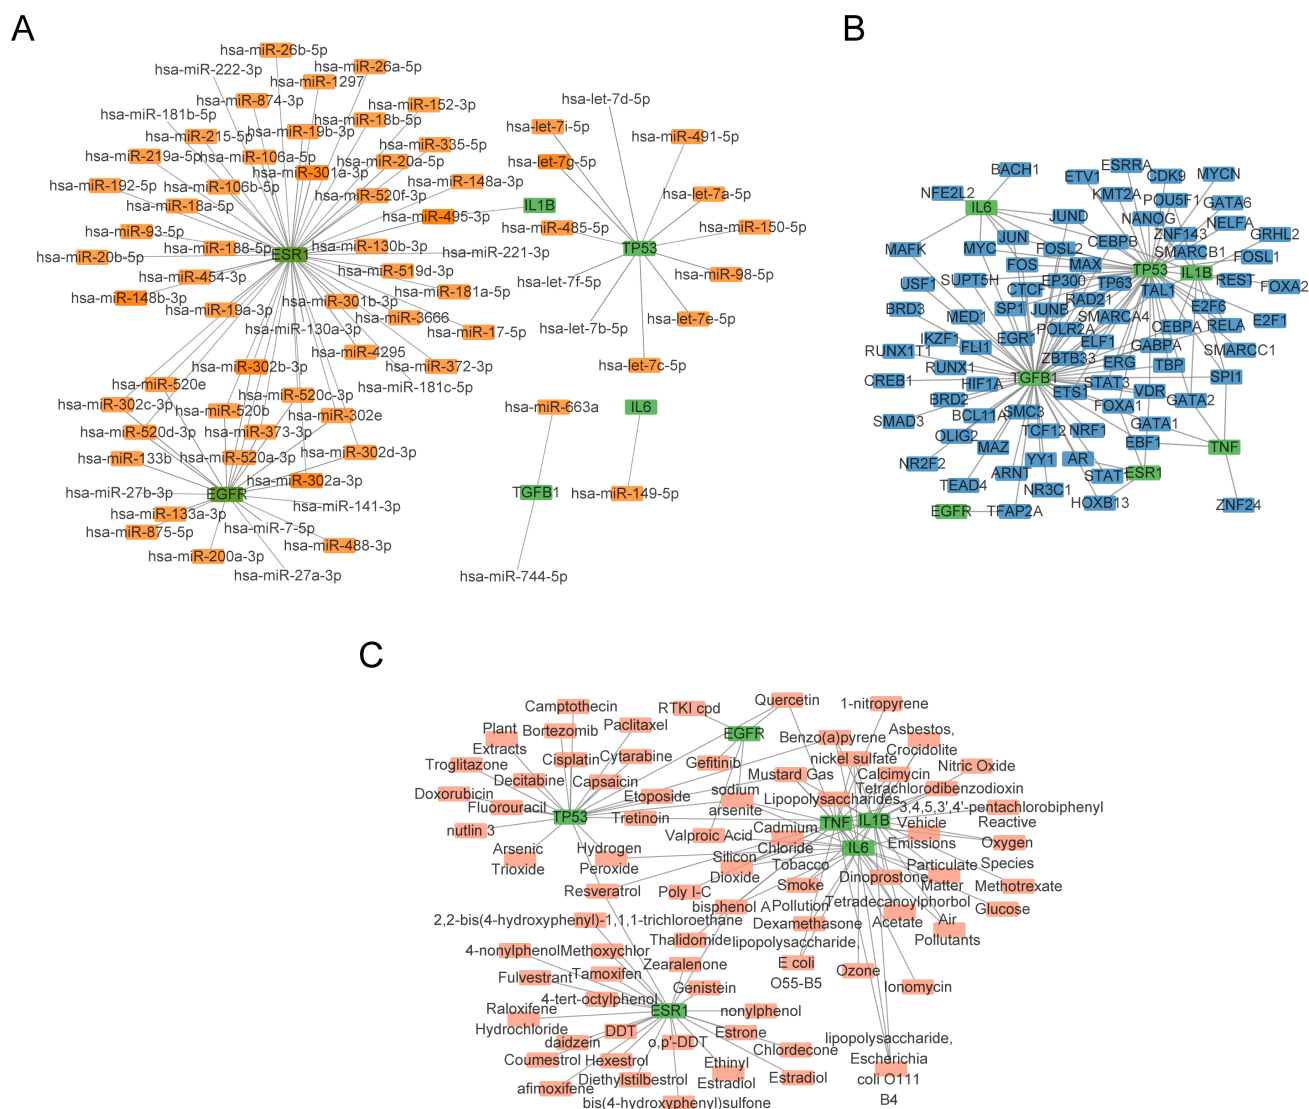 A
hsa-miR-26b-5p
hsa-miR-222-3p
hsa-miR-26a-5p
hsa-miR-1297
hsa-miR-874-3p
hsa-miR-152-3p
hsa-miR-181b-5p
hsa-miR-18b-5p
hsa-miR-215-5p
hsa-miR-19b-3p
hsa-miR-335-5p
hsa-miR-219a-5p
hsa-miR-106a-5p
hsa-miR-20a-5p
hsa-miR-301a-3p
hsa-miR-192-5p
hsa-miR-106b-5p
hsa-miR-148a-3p
hsa-miR-520f-3p
hsa-miR-18a-5p
hsa-miR-495-3p
IL1B
hsa-miR-93-5p
hsa-miR-188-5p
hsa-miR-130b-3p
hsa-miR-20b-5p
ESR1
hsa-miR-221-3p
hsa-miR-454-3p
hsa-miR-519d-3p
hsa-miR-148b-3p
hsa-miR-181a-5p
hsa-miR-19a-3p
hsa-miR-301b-3p
hsa-miR-3666
hsa-miR-130a-3p
hsa-miR-17-5p
hsa-miR-4295
hsa-miR-302b-3p
hsa-miR-372-3p
hsa-miR-520e
hsa-miR-181c-5p
hsa-miR-302c-3p
hsa-miR-520c-3p
hsa-miR-520b
hsa-miR-302e
hsa-miR-520d-3p
hsa-miR-373-3p
hsa-miR-133b
hsa-miR-520a-3p
hsa-miR-302d-3p
hsa-miR-302a-3p
hsa-miR-27b-3p
EGFR
hsa-miR-141-3p
hsa-miR-133a-3p
hsa-miR-7-5p
hsa-miR-875-5p
hsa-miR-488-3p
hsa-miR-200a-3p
hsa-miR-27a-3p
hsa-let-7d-5p
hsa-let-7i-5p
hsa-miR-491-5p
hsa-let-7g-5p
hsa-let-7a-5p
hsa-miR-485-5p
hsa-miR-150-5p
TP53
hsa-miR-98-5p
hsa-let-7f-5p
hsa-let-7e-5p
hsa-let-7b-5p
hsa-let-7c-5p
hsa-miR-663a
IL6
TGFB1
hsa-miR-149-5p
hsa-miR-744-5p
B
BACH1
ESRRA
ETV1
CDK9
MYCN
NFE2L2
KMT2A
POU5F1
GATA6
IL6
JUND
NANOG
NELFA
ZNF143
GRHL2
JUN
CEBPB
MAFK
MYC
FOSL2
SMARCB1
FOSL1
FOS
MAX
TP53
IL1B
REST
FOXA2
USF1
SUPT5H
EP300
TP63
CTCF
TAL1
RAD21
BRD3
SP1
JUNB
E2F6
MED1
SMARCA4
E2F1
POLR2A
CEBPA
RELA
IKZF1
EGR1
ELF1
GABPA
RUNX1T1
FLI1
ZBTB33
SMARCC1
RUNX1
ERG
TBP
CREB1
HIF1A
TGFB1
STAT3
SPI1
ETS1
VDR
BRD2
FOXA1
GATA2
SMAD3
BCL11A
SMC3
GATA1
OLIG2
TCF12
NRF1
EBF1
MAZ
TNF
NR2F2
YY1
AR
ARNT
STAT1
ESR1
TEAD4
NR3C1
EGFR
TFAP2A
HOXB13
ZNF24
C
Camptothecin
RTKI cpd
Quercetin
1-nitropyrene
Plant
Extracts
Bortezomib
Paclitaxel
EGFR
Benzo(a)pyrene
Asbestos,
Crocidolite
Troglitazone
Cisplatin
Cytarabine
Gefitinib
nickel sulfate
Nitric Oxide
Decitabine
Capsaicin
Mustard Gas
Calcimycin
Doxorubicin
Etoposide
sodium
arsenite
Tetrachlorodibenzodioxin
Fluorouracil
Lipopolysaccharides
3,4,5,3',4'-pentachlorobiphenyl
TP53
Tretinoin
TNF
IL1B
Vehicle
Emissions
Reactive
Oxygen
Species
nutlin 3
Valproic Acid
Cadmium
Chloride
Arsenic
Trioxide
Hydrogen
Peroxide
IL6
Silicon
Dioxide
Tobacco
Smoke
Pollution
Dinoprostone
Particulate
Matter
Methotrexate
Resveratrol
Poly I-C
bisphenol A
Tetradecanoylphorbol
Acetate
Glucose
2,2-bis(4-hydroxyphenyl)-1,1,1-trichloroethane
Dexamethasone
Air
Pollutants
Thalidomide
lipopolysaccharide,
E coli
O55-B5
4-nonylphenol
Methoxychlor
Zearalenone
Ozone
Fulvestrant
Tamoxifen
Genistein
Ionomycin
4-tert-octylphenol
Raloxifene
Hydrochloride
ESR1
nonylphenol
DDT
Estrone
daidzein
o,p'-DDT
Chlordecone
lipopolysaccharide,
Escherichia
coli O111
B4
Coumestrol
Hexestrol
Ethinyl
Estradiol
Estradiol
afimoxifene
Diethylstilbestrol
bis(4-hydroxyphenyl)sulfone